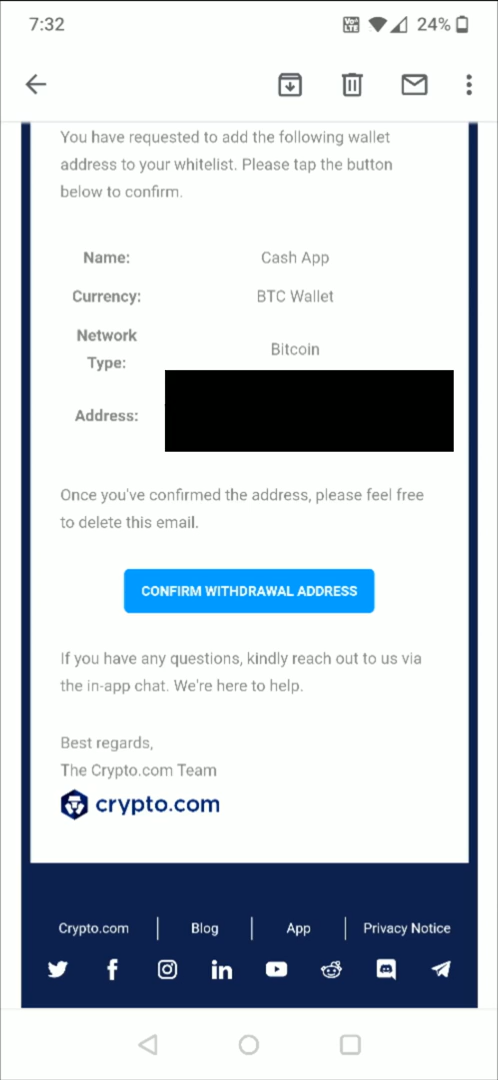 7:32
VoLTE 24%
You have requested to add the following wallet
address to your whitelist. Please tap the button
below to confirm.
Name: Cash App
Currency: BTC Wallet
Network
Type: Bitcoin
Address:
Once you've confirmed the address, please feel free
to delete this email.
CONFIRM WITHDRAWAL ADDRESS
If you have any questions, kindly reach out to us via
the in-app chat. We're here to help.
Best regards,
The Crypto.com Team
crypto.com
Crypto.com | Blog | App | Privacy Notice